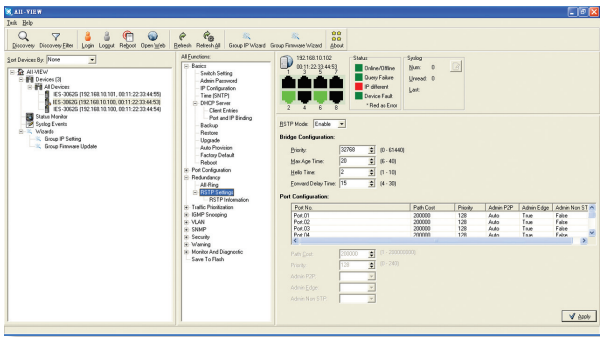 AII-VIEW
Task Help
Discovery Discovery Filter Login Logout Reboot Open Web Refresh Refresh All Group IP Wizard Group Firmware Wizard About
Sort Devices By: None
AII-VIEW
Devices (3)
All Devices
IES-3062G (192.168.10.101, 00:11:22:33:44:55)
IES-3062G (192.168.10.100, 00:11:22:33:44:53)
IES-3062G (192.168.10.100, 00:11:22:33:44:54)
Status Monitor
Syslog Events
Wizards
Group IP Setting
Group Firmware Update
All Functions
Basics
Switch Setting
Admin Password
IP Configuration
Time (SNTP)
DHCP Server
Client Entries
Port and IP Binding
Backup
Restore
Upgrade
Auto Provision
Factory Default
Reboot
Port Configuration
Redundancy
All-Ring
RSTP Settings
RSTP Information
Traffic Prioritization
IGMP Snooping
VLAN
SNMP
Security
Warning
Monitor And Diagnostic
Save To Flash
192.168.10.102
00:11:22:33:44:53
1 3 5 7
2 4 6 8
Status
Online/Offline
Query Failure
IP different
Device Fault
* Red as Error
Syslog
Num: 0
Unread: 0
Last:
RSTP Mode: Enable
Bridge Configuration:
Priority: 32768 (0 - 61440)
Max Age Time: 20 (6 - 40)
Hello Time: 2 (1 - 10)
Forward Delay Time: 15 (4 - 30)
Port Configuration:
Port No. Path Cost Priority Admin P2P Admin Edge Admin Non ST
Port.01 200000 128 Auto True False
Port.02 200000 128 Auto True False
Port.03 200000 128 Auto True False
Port.04 200000 128 Auto True False
Path Cost: 200000 (1 - 200000000)
Priority: 128 (0 - 240)
Admin P2P
Admin Edge
Admin Non STP
Apply